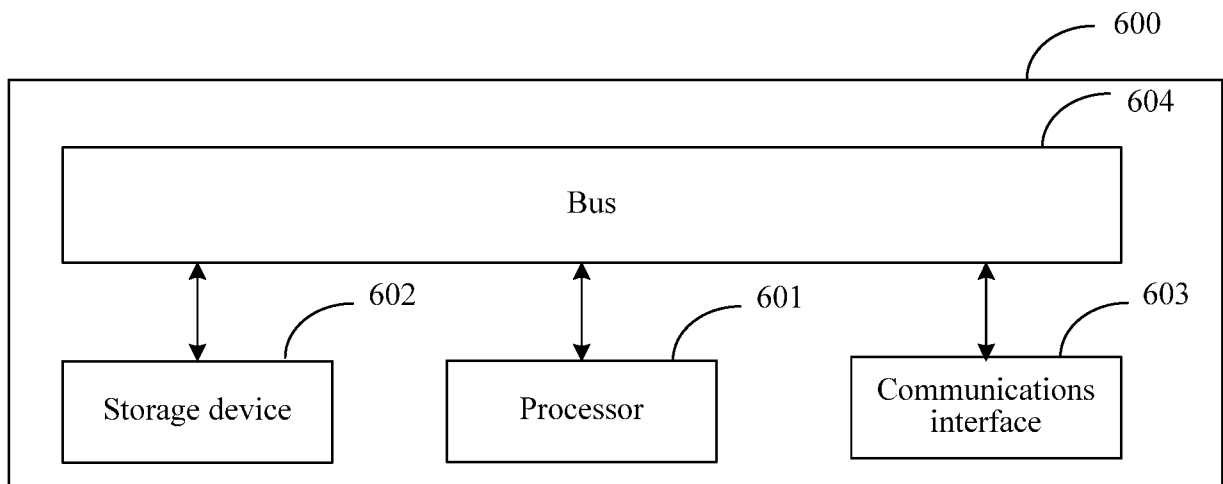 600
604
Bus
602
601
603
Storage device
Processor
Communications
interface